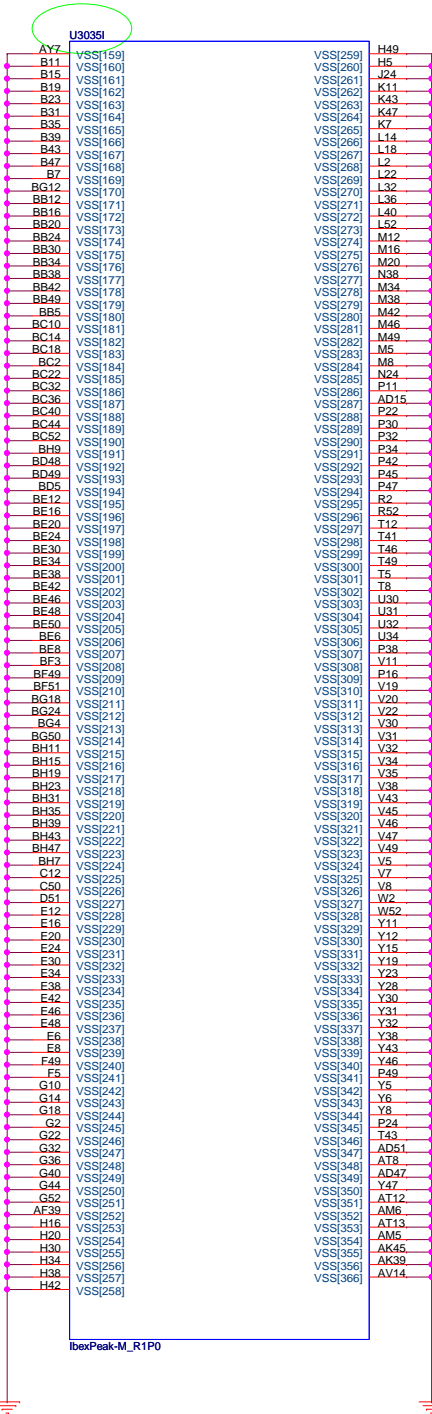 U3035I
AY7 VSS[159] VSS[259] H49
B11 VSS[160] VSS[260] H5
B15 VSS[161] VSS[261] J24
B19 VSS[162] VSS[262] K11
B23 VSS[163] VSS[263] K43
B31 VSS[164] VSS[264] K47
B35 VSS[165] VSS[265] K7
B39 VSS[166] VSS[266] L14
B43 VSS[167] VSS[267] L18
B47 VSS[168] VSS[268] L2
B7 VSS[169] VSS[269] L22
BG12 VSS[170] VSS[270] L32
BB12 VSS[171] VSS[271] L36
BB16 VSS[172] VSS[272] L40
BB20 VSS[173] VSS[273] L52
BB24 VSS[174] VSS[274] M12
BB30 VSS[175] VSS[275] M16
BB34 VSS[176] VSS[276] M20
BB38 VSS[177] VSS[277] N38
BB42 VSS[178] VSS[278] M34
BB49 VSS[179] VSS[279] M38
BB5 VSS[180] VSS[280] M42
BC10 VSS[181] VSS[281] M46
BC14 VSS[182] VSS[282] M49
BC18 VSS[183] VSS[283] M5
BC2 VSS[184] VSS[284] M8
BC22 VSS[185] VSS[285] N24
BC32 VSS[186] VSS[286] P11
BC36 VSS[187] VSS[287] AD15
BC40 VSS[188] VSS[288] P22
BC44 VSS[189] VSS[289] P30
BC52 VSS[190] VSS[290] P32
BH9 VSS[191] VSS[291] P34
BD48 VSS[192] VSS[292] P42
BD49 VSS[193] VSS[293] P45
BD5 VSS[194] VSS[294] P47
BE12 VSS[195] VSS[295] R2
BE16 VSS[196] VSS[296] R52
BE20 VSS[197] VSS[297] T12
BE24 VSS[198] VSS[298] T41
BE30 VSS[199] VSS[299] T46
BE34 VSS[200] VSS[300] T49
BE38 VSS[201] VSS[301] T5
BE42 VSS[202] VSS[302] T8
BE46 VSS[203] VSS[303] U30
BE48 VSS[204] VSS[304] U31
BE50 VSS[205] VSS[305] U32
BE6 VSS[206] VSS[306] U34
BE8 VSS[207] VSS[307] P38
BF3 VSS[208] VSS[308] V11
BF49 VSS[209] VSS[309] P16
BF51 VSS[210] VSS[310] V19
BG18 VSS[211] VSS[311] V20
BG24 VSS[212] VSS[312] V22
BG4 VSS[213] VSS[313] V30
BG50 VSS[214] VSS[314] V31
BH11 VSS[215] VSS[315] V32
BH15 VSS[216] VSS[316] V34
BH19 VSS[217] VSS[317] V35
BH23 VSS[218] VSS[318] V38
BH31 VSS[219] VSS[319] V43
BH35 VSS[220] VSS[320] V45
BH39 VSS[221] VSS[321] V46
BH43 VSS[222] VSS[322] V47
BH47 VSS[223] VSS[323] V49
BH7 VSS[224] VSS[324] V5
C12 VSS[225] VSS[325] V7
C50 VSS[226] VSS[326] V8
D51 VSS[227] VSS[327] W2
E12 VSS[228] VSS[328] W52
E16 VSS[229] VSS[329] Y11
E20 VSS[230] VSS[330] Y12
E24 VSS[231] VSS[331] Y15
E30 VSS[232] VSS[332] Y19
E34 VSS[233] VSS[333] Y23
E38 VSS[234] VSS[334] Y28
E42 VSS[235] VSS[335] Y30
E46 VSS[236] VSS[336] Y31
E48 VSS[237] VSS[337] Y32
E6 VSS[238] VSS[338] Y38
E8 VSS[239] VSS[339] Y43
F49 VSS[240] VSS[340] Y46
F5 VSS[241] VSS[341] P49
G10 VSS[242] VSS[342] Y5
G14 VSS[243] VSS[343] Y6
G18 VSS[244] VSS[344] Y8
G2 VSS[245] VSS[345] P24
G22 VSS[246] VSS[346] T43
G32 VSS[247] VSS[347] AD51
G36 VSS[248] VSS[348] AT8
G40 VSS[249] VSS[349] AD47
G44 VSS[250] VSS[350] Y47
G52 VSS[251] VSS[351] AT12
AF39 VSS[252] VSS[352] AM6
H16 VSS[253] VSS[353] AT13
H20 VSS[254] VSS[354] AM5
H30 VSS[255] VSS[355] AK45
H34 VSS[256] VSS[356] AK39
H38 VSS[257] VSS[366] AV14
H42 VSS[258]
IbexPeak-M_R1P0